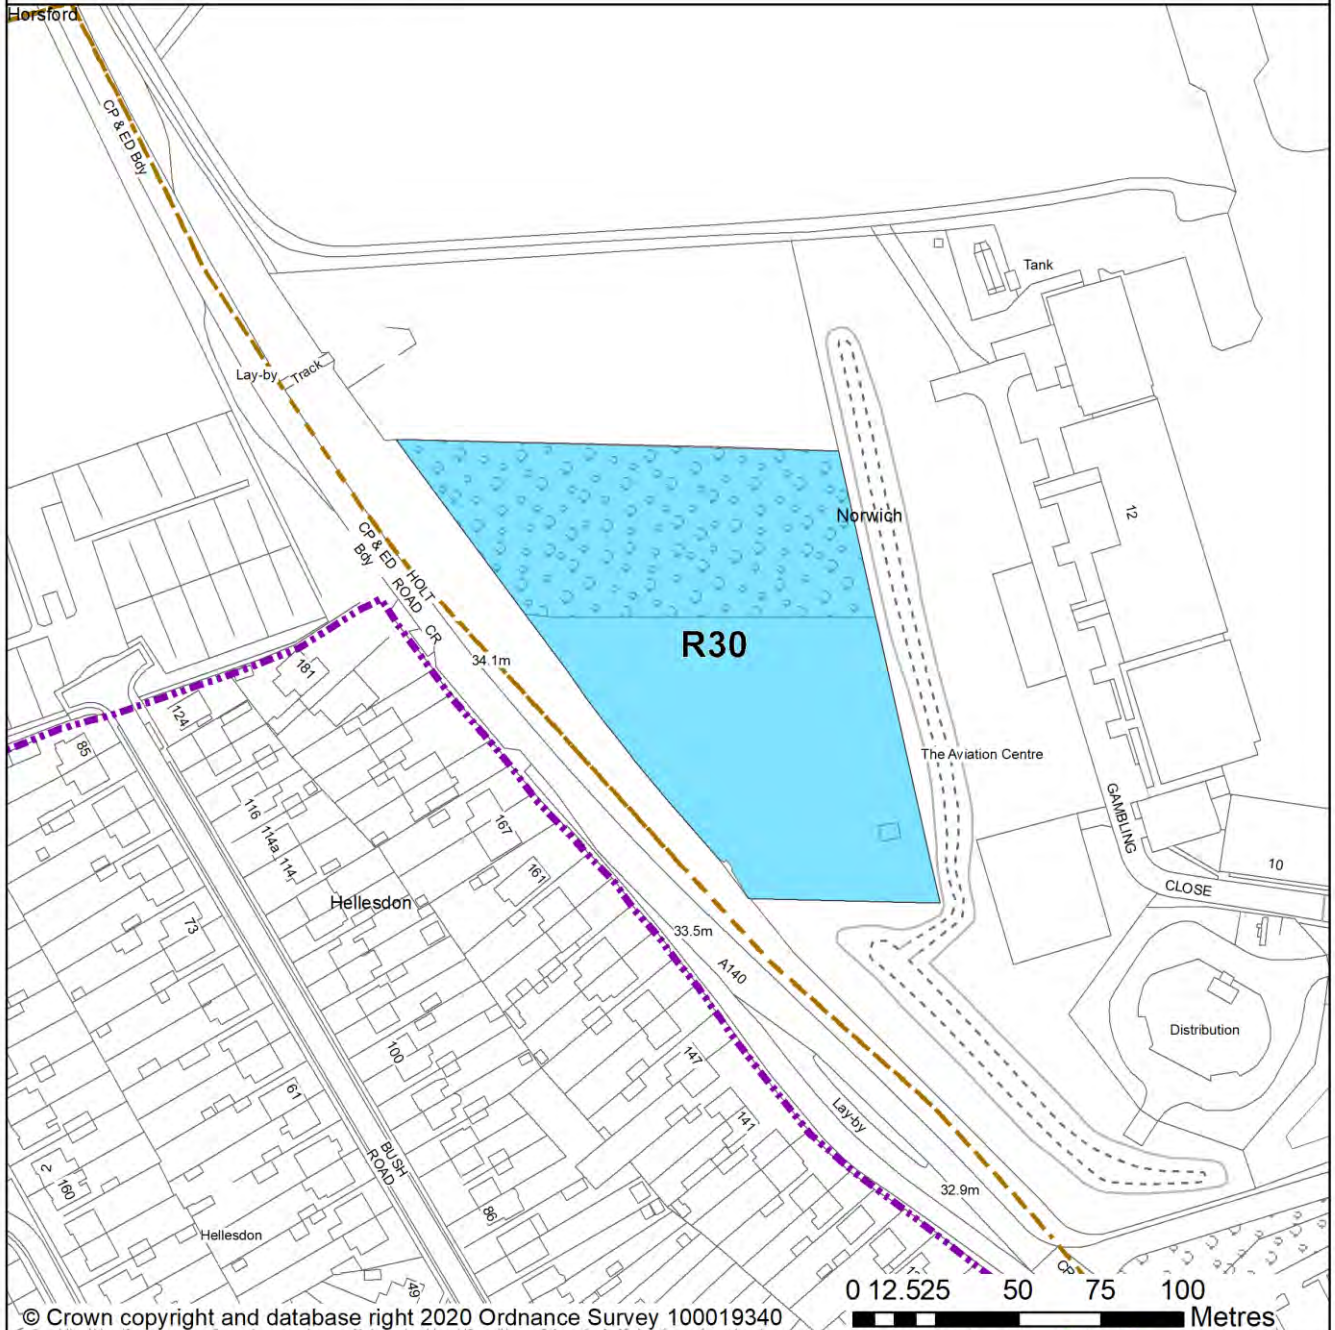 Horsford
CP & ED Bdy
Tank
Lay-by
Track
12
Norwich
CP & ED
Bdy
HOLT
ROAD
CR
R30
34.1m
181
124
85
The Aviation Centre
116
114a
114
167
161
GAMBLING
CLOSE
10
Hellesdon
73
33.5m
A140
Distribution
100
147
61
141
Lay-by
BUSH
ROAD
2
160
86
32.9m
Hellesdon
49
CP
0 12.525 50 75 100
Metres
© Crown copyright and database right 2020 Ordnance Survey 100019340